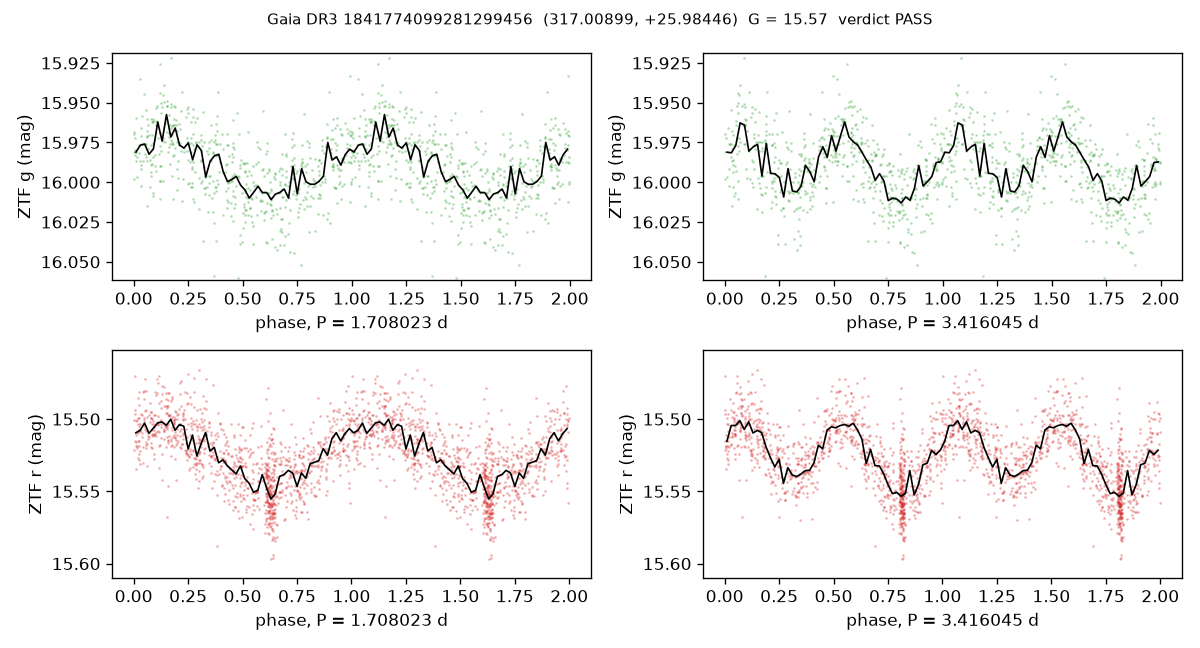 Gaia DR3 1841774099281299456 (317.00899, +25.98446) G = 15.57 verdict PASS
ZTF g (mag)
15.925
15.950
15.975
16.000
16.025
16.050
0.00 0.25 0.50 0.75 1.00 1.25 1.50 1.75 2.00
phase, P = 1.708023 d
ZTF g (mag)
15.925
15.950
15.975
16.000
16.025
16.050
0.00 0.25 0.50 0.75 1.00 1.25 1.50 1.75 2.00
phase, P = 3.416045 d
ZTF r (mag)
15.50
15.55
15.60
0.00 0.25 0.50 0.75 1.00 1.25 1.50 1.75 2.00
phase, P = 1.708023 d
ZTF r (mag)
15.50
15.55
15.60
0.00 0.25 0.50 0.75 1.00 1.25 1.50 1.75 2.00
phase, P = 3.416045 d